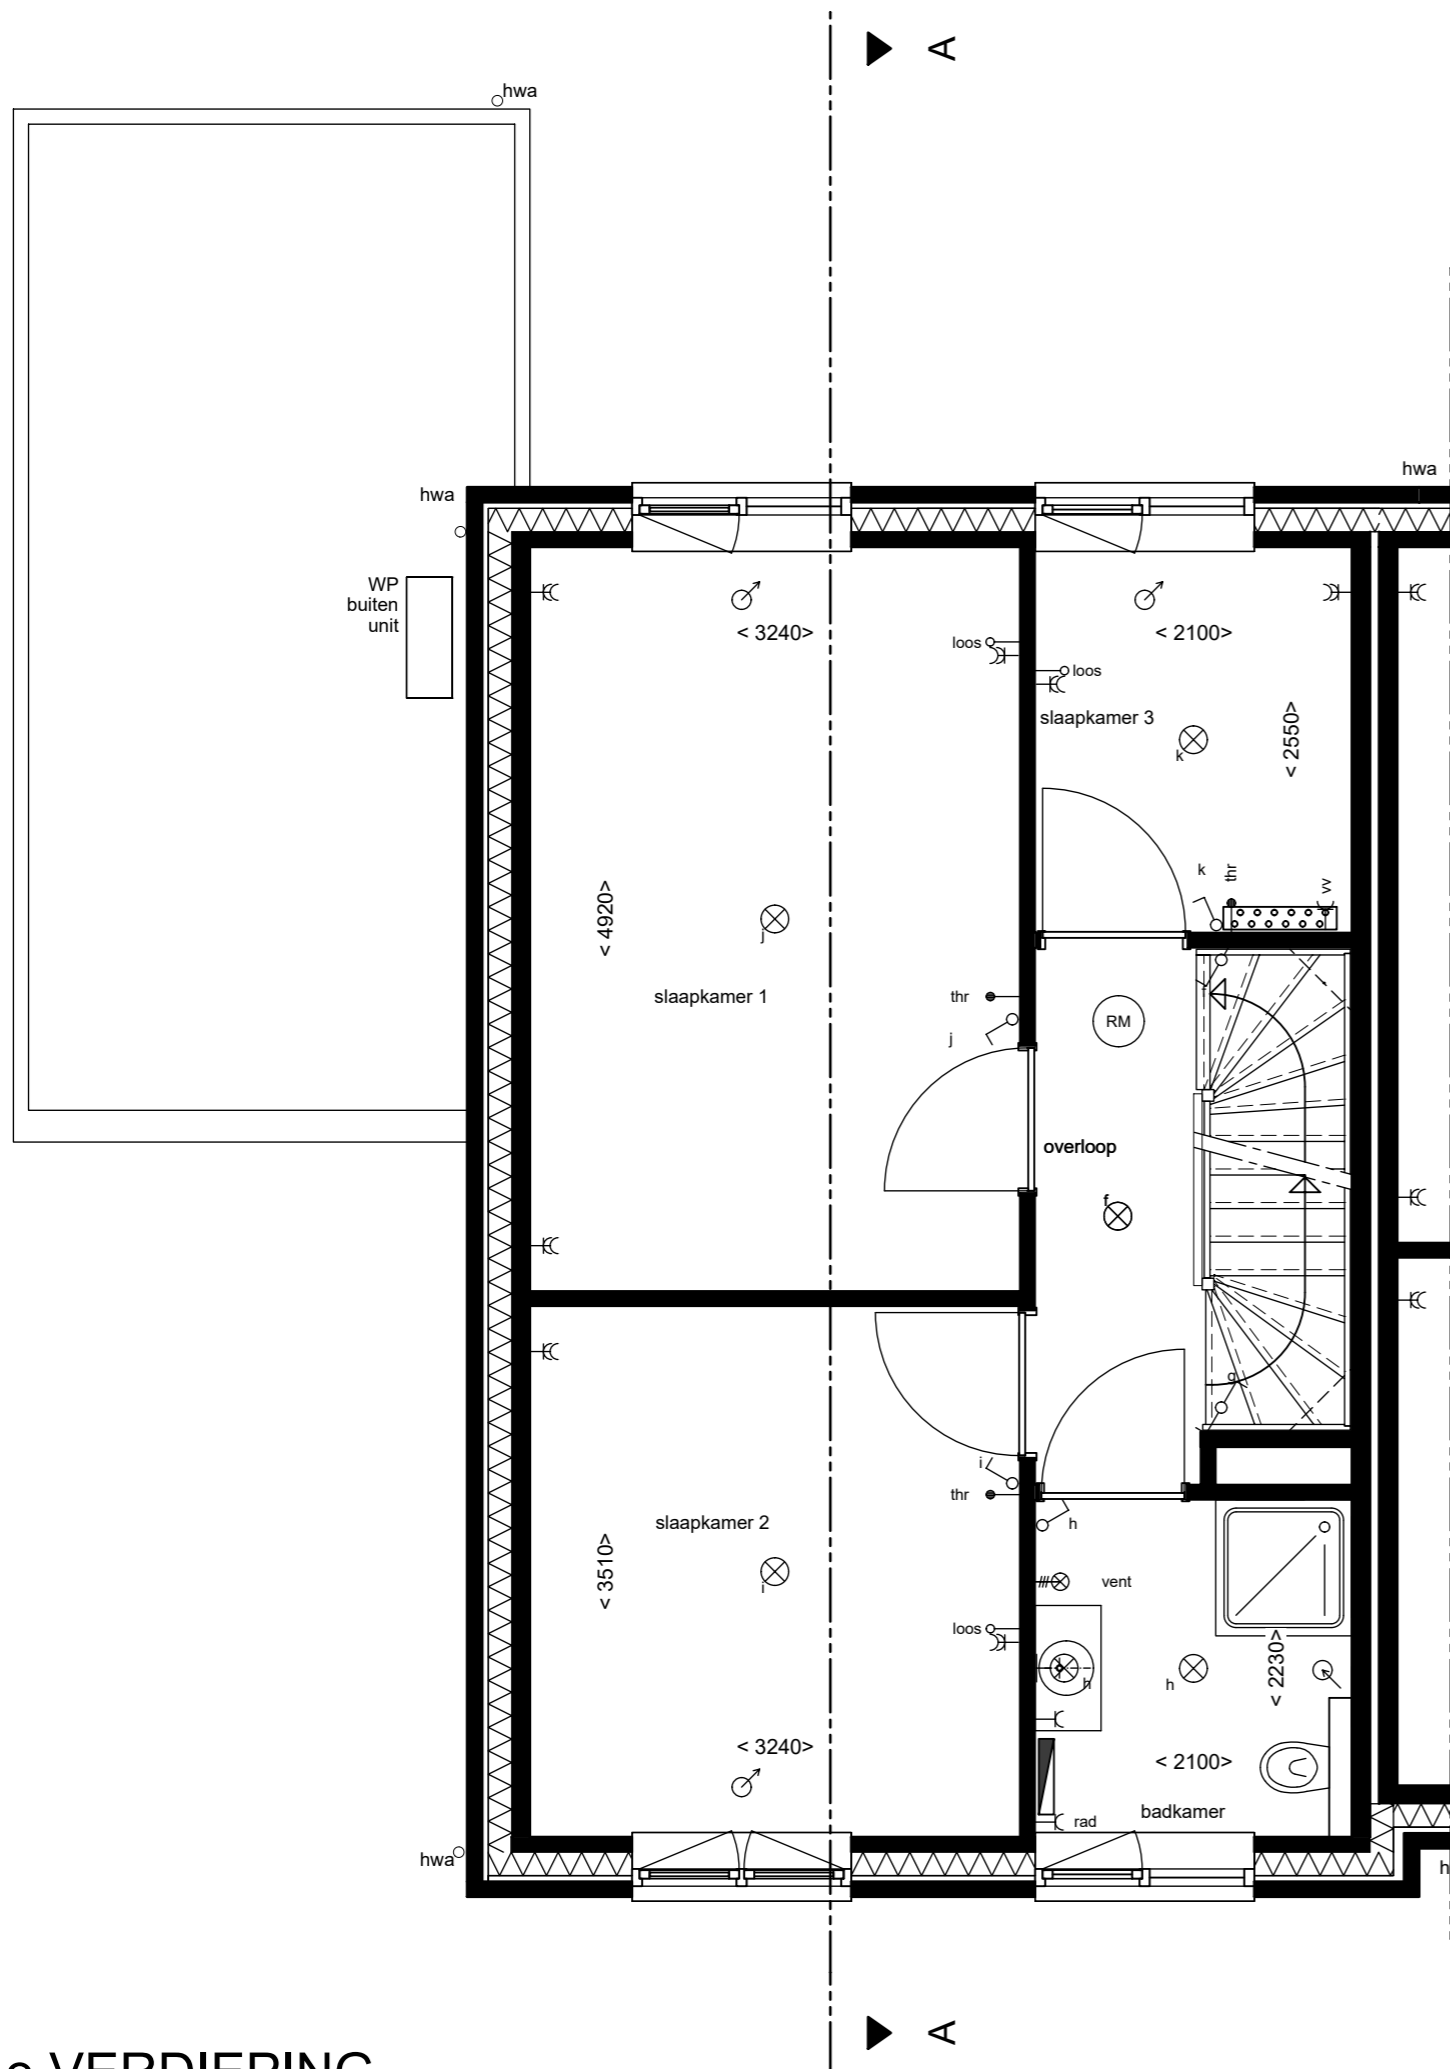 A
hwa
hwa
hwa
WP
buiten
unit
< 3240>
< 2100>
loos
loos
slaapkamer 3
k
< 2550>
< 4920>
j
slaapkamer 1
k
thr
vv
thr
j
RM
overloop
f
g
i
thr
h
slaapkamer 2
i
< 3510>
vent
loos
h
h
< 2230>
< 3240>
< 2100>
rad
badkamer
hwa
h
A
e VERDIEPING